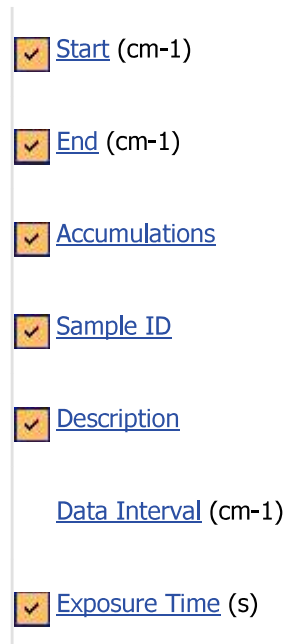 Start (cm-1)
End (cm-1)
Accumulations
Sample ID
Description
Data Interval (cm-1)
Exposure Time (s)